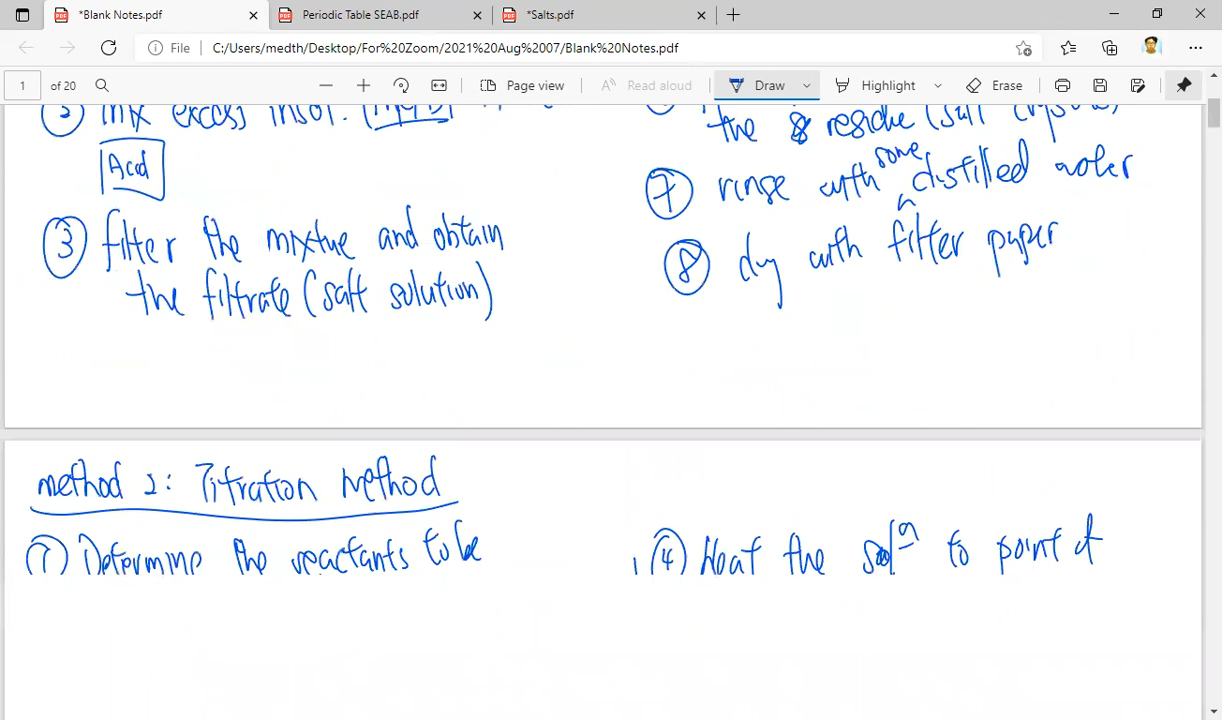 *Blank Notes.pdf
Periodic Table SEAB.pdf
*Salts.pdf
File
C:/Users/medth/Desktop/For%20Zoom/2021%20Aug%2007/Blank%20Notes.pdf
1 of 20
Page view
Read aloud
Draw
Highlight
Erase
② mix excess insol.
Acid
③ filter the mixture and obtain
the filtrate (salt solution)
the residue (salt crystals)
⑦ rinse with some distilled water
⑧ dry with filter paper
method 2: Titration method
① Determine the reactants to be
④ Heat the solⁿ to point of